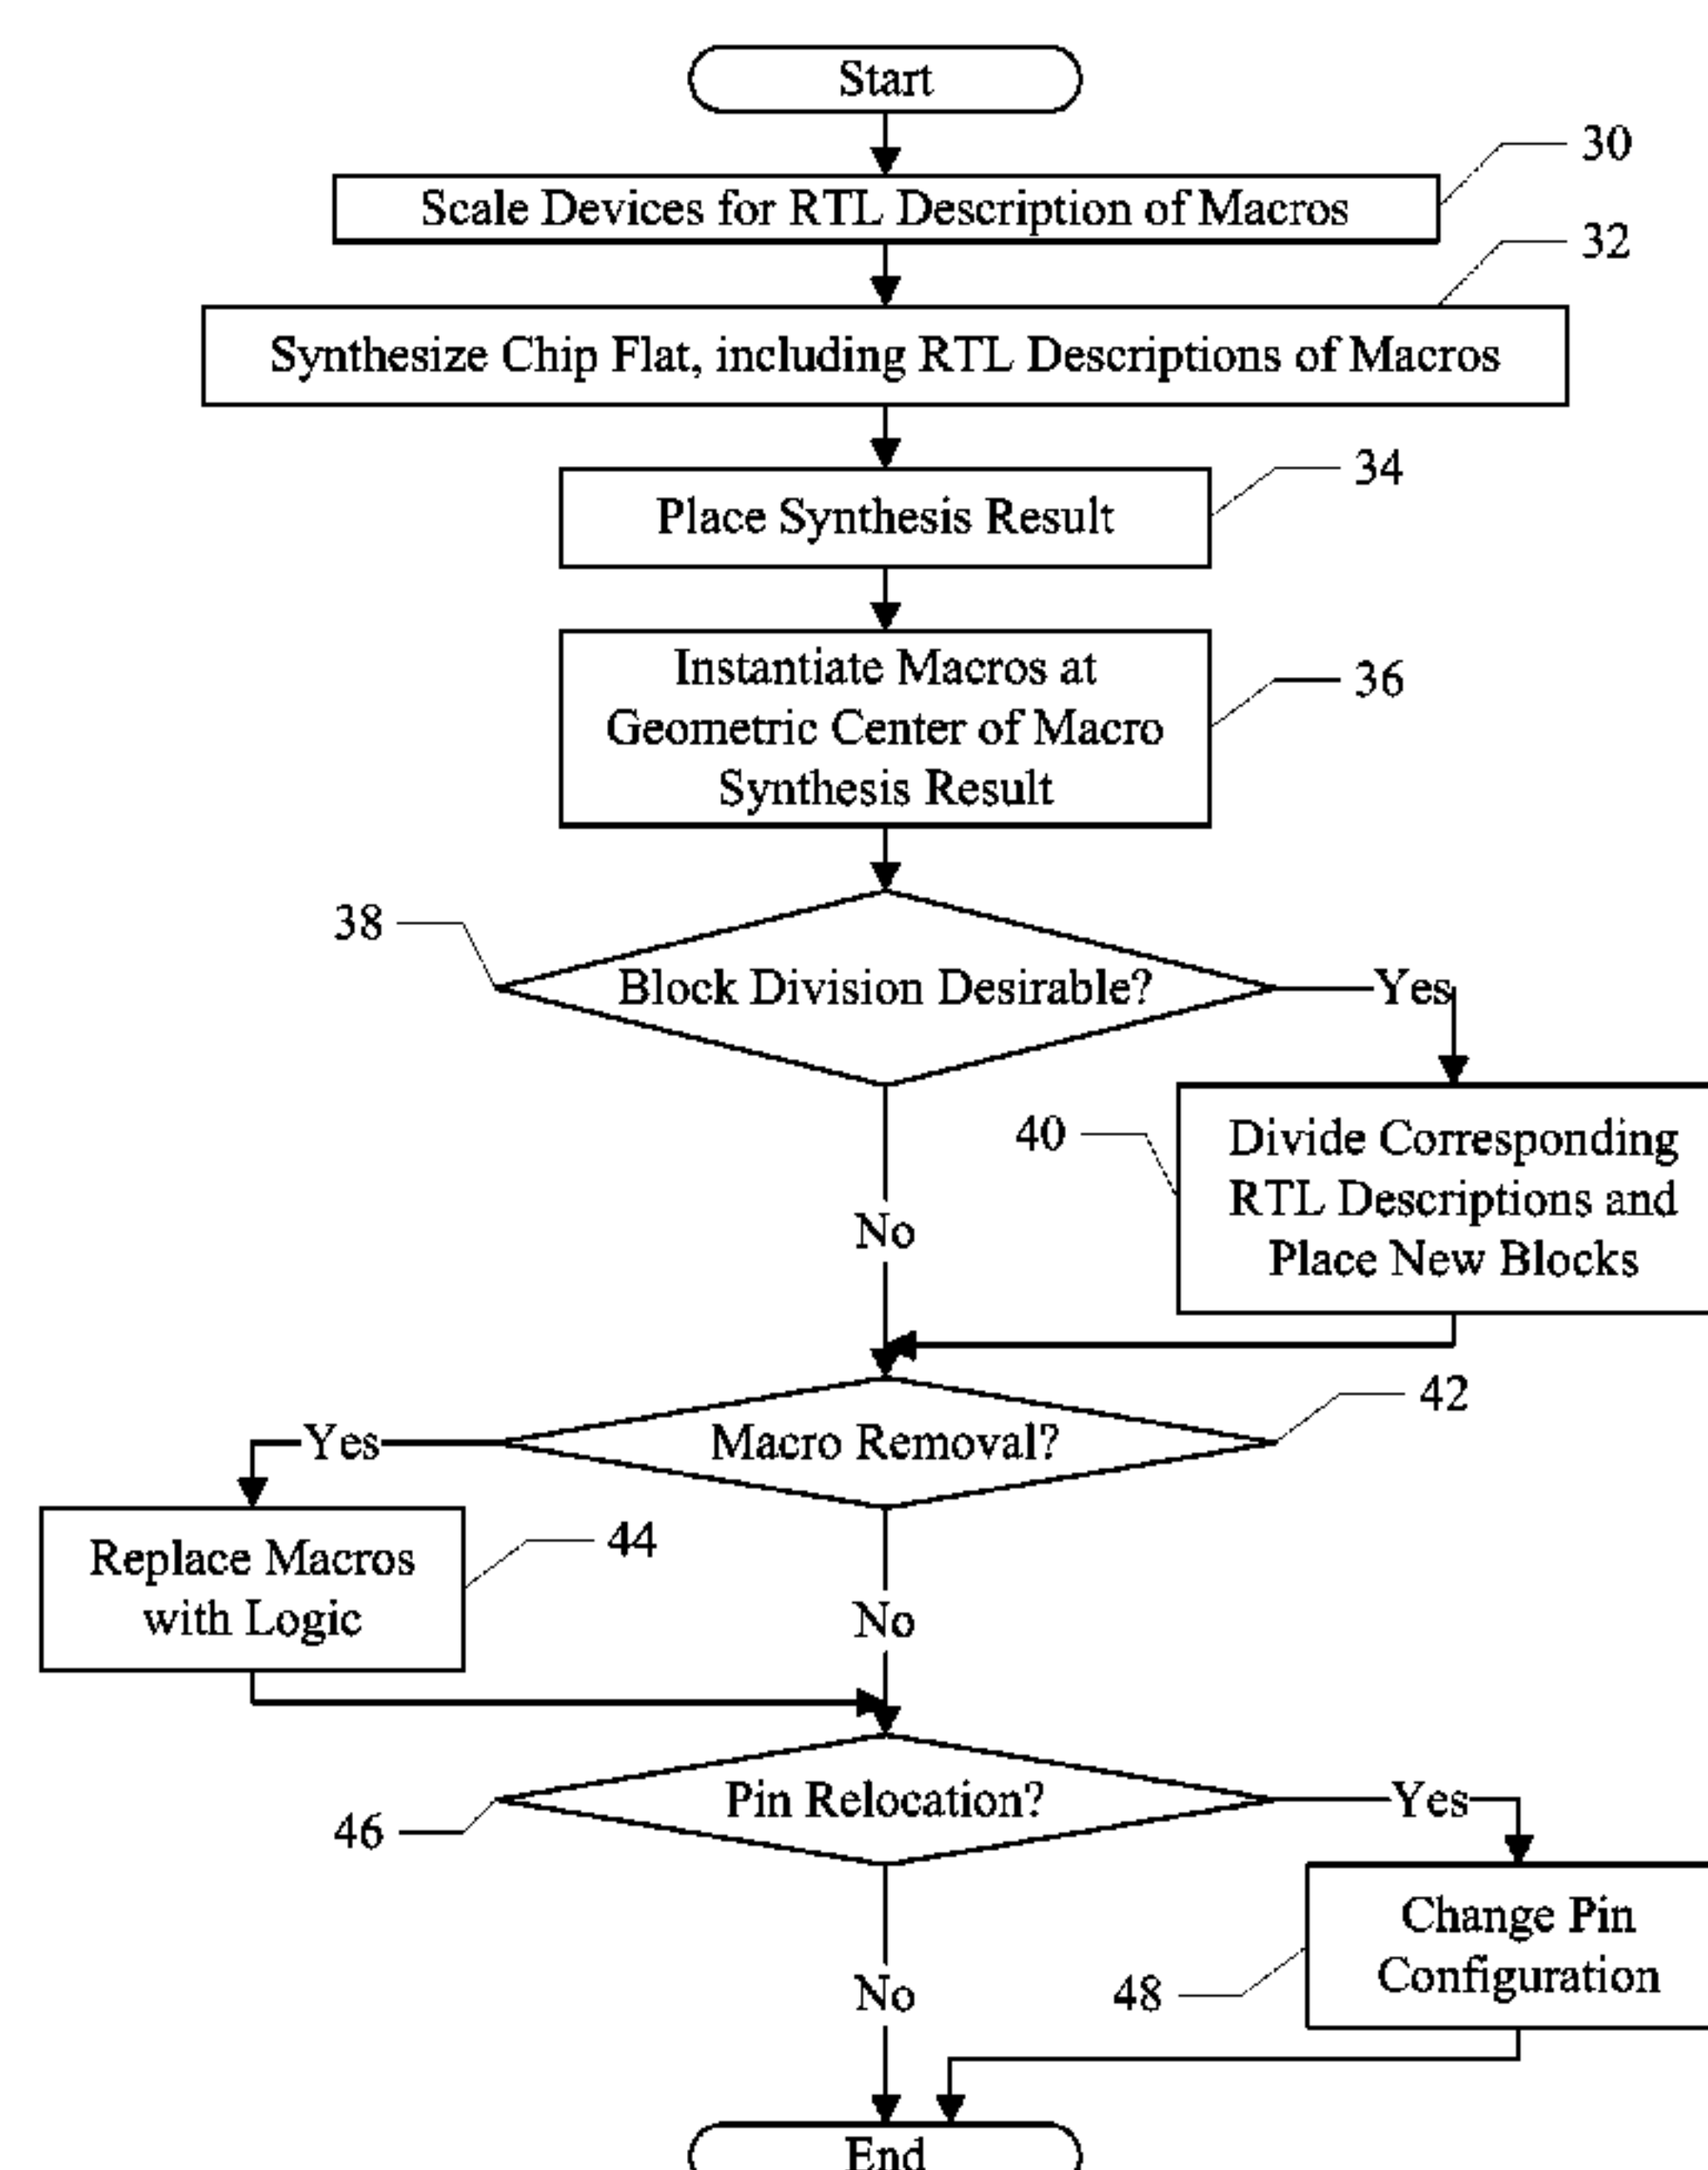 Start
30
Scale Devices for RTL Description of Macros
32
Synthesize Chip Flat, including RTL Descriptions of Macros
34
Place Synthesis Result
Instantiate Macros at
36
Geometric Center of Macro
Synthesis Result
38
Block Division Desirable?
Yes
40
Divide Corresponding
RTL Descriptions and
Place New Blocks
No
42
Macro Removal?
Yes
44
Replace Macros
with Logic
No
Pin Relocation?
Yes
46
Change Pin
Configuration
48
No
End